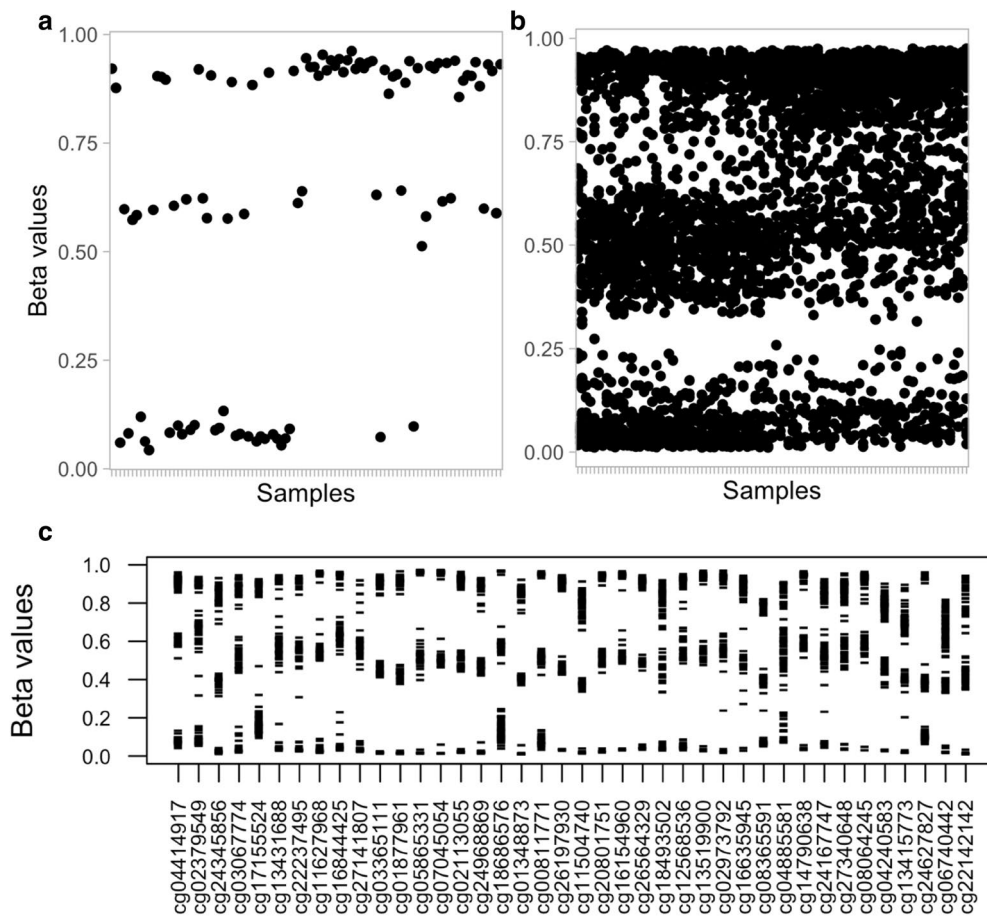 a
1.00
0.75
0.50
0.25
0.00
Beta values
Samples
b
1.00
0.75
0.50
0.25
0.00
Samples
c
1.0
0.8
0.6
0.4
0.2
0.0
Beta values
cg04414917
cg02379549
cg24345856
cg03067774
cg17155524
cg13431688
cg22237495
cg11627968
cg16844425
cg27141807
cg03365111
cg01877961
cg05865331
cg07045054
cg02113055
cg24968869
cg18686576
cg01348873
cg00811771
cg26197930
cg11504740
cg20801751
cg16154960
cg26564329
cg18493502
cg12568536
cg13519900
cg02973792
cg16635945
cg08365591
cg04885581
cg14790638
cg24167747
cg27340648
cg08064245
cg04240583
cg13415773
cg24627827
cg06740442
cg22142142